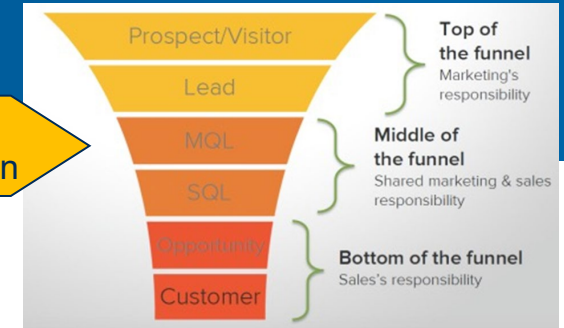 Prospect/Visitor
Lead
MQL
SQL
Opportunity
Customer
Top of
the funnel
Marketing's
responsibility
Middle of
the funnel
Shared marketing & sales
responsibility
Bottom of the funnel
Sales's responsibility